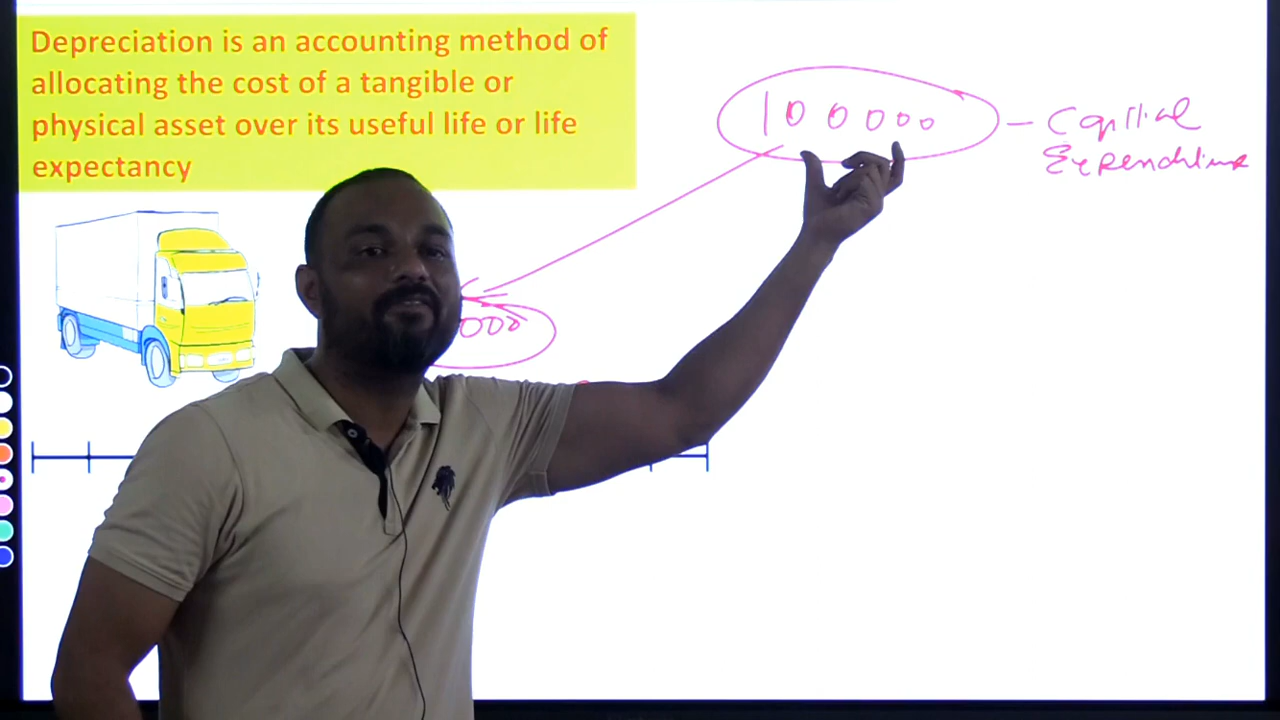 Depreciation is an accounting method of
allocating the cost of a tangible or
physical asset over its useful life or life
expectancy
100000 - Capital
Expenditure
000